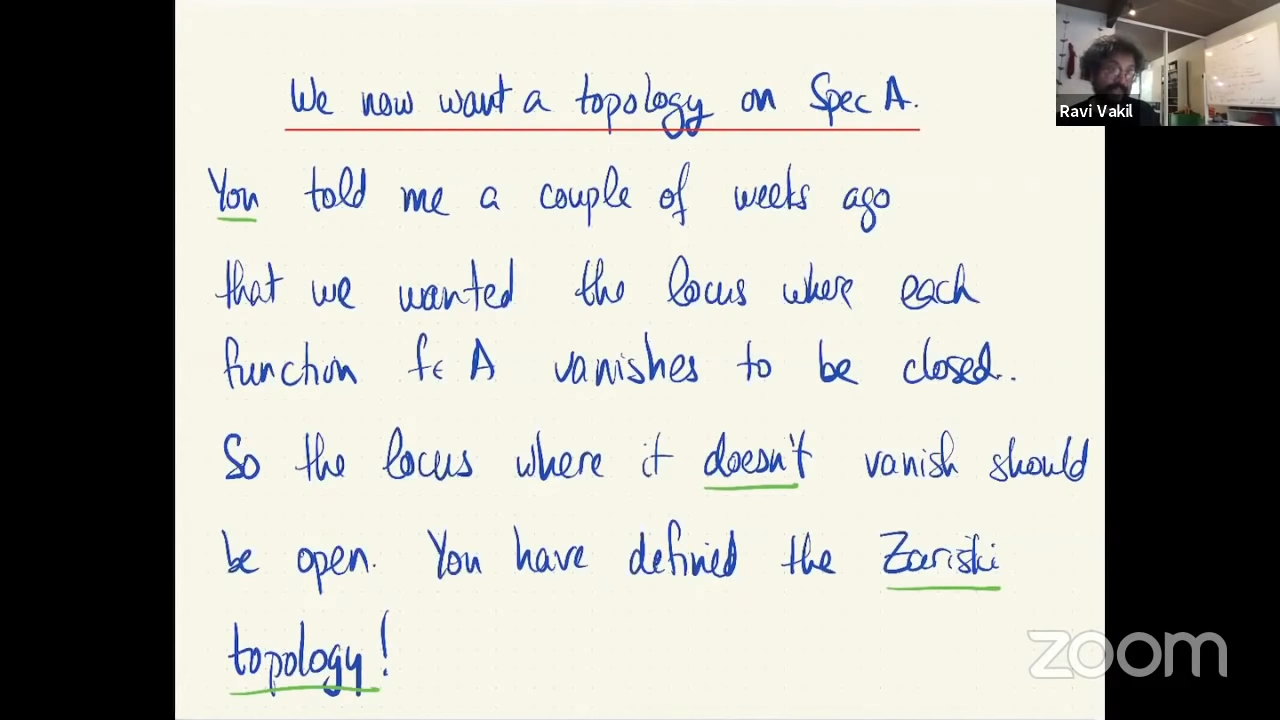 We now want a topology on Spec A.
Ravi Vakil
You told me a couple of weeks ago
that we wanted the locus where each
function f ∈ A vanishes to be closed.
So the locus where it doesn't vanish should
be open. You have defined the Zariski
topology!
zoom